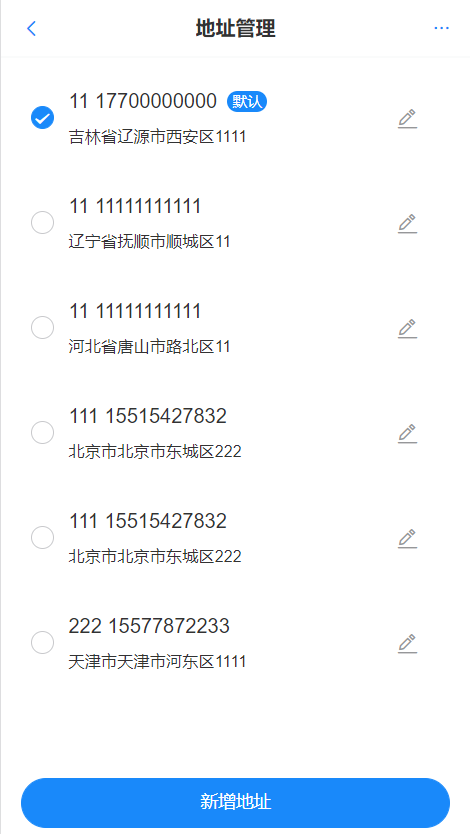 地址管理
11 17700000000 默认
吉林省辽源市西安区1111
11 11111111111
辽宁省抚顺市顺城区11
11 11111111111
河北省唐山市路北区11
111 15515427832
北京市北京市东城区222
111 15515427832
北京市北京市东城区222
222 15577872233
天津市天津市河东区1111
新增地址